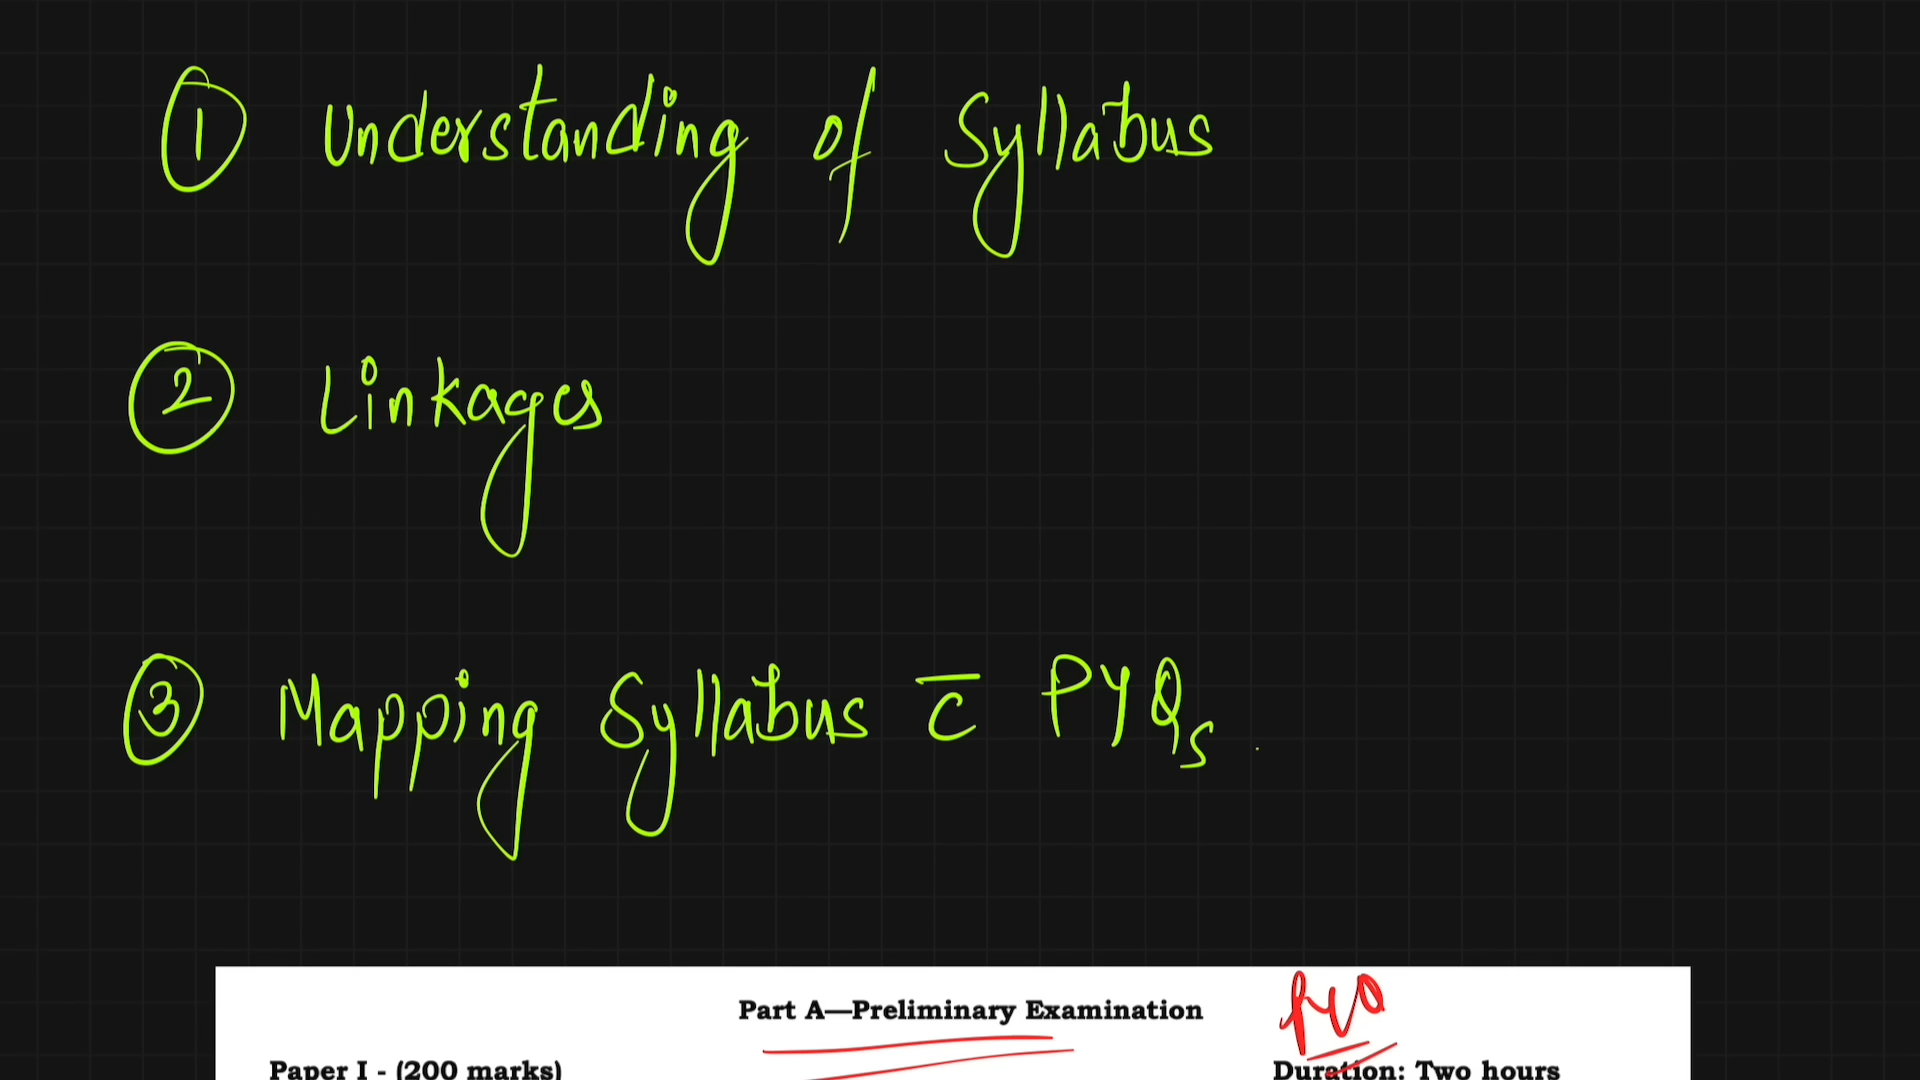 ① Understanding of Syllabus
② Linkages
③ Mapping Syllabus c̅ PYQs
Part A—Preliminary Examination PYQ
Paper I - (200 marks) Duration: Two hours